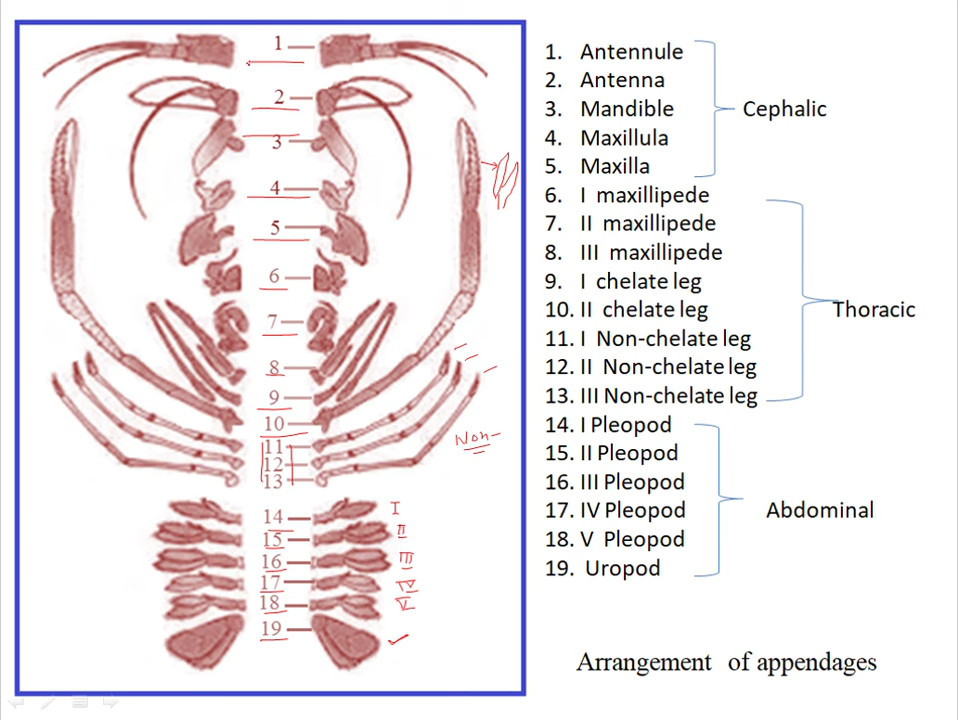 1
2
3
4
5
6
7
8
9
10
11
12
13
14
15
16
17
18
19
Non-
I
II
III
IV
V
1. Antennule
2. Antenna
3. Mandible
4. Maxillula
5. Maxilla
6. I maxillipede
7. II maxillipede
8. III maxillipede
9. I chelate leg
10. II chelate leg
11. I Non-chelate leg
12. II Non-chelate leg
13. III Non-chelate leg
14. I Pleopod
15. II Pleopod
16. III Pleopod
17. IV Pleopod
18. V Pleopod
19. Uropod
Cephalic
Thoracic
Abdominal
Arrangement of appendages